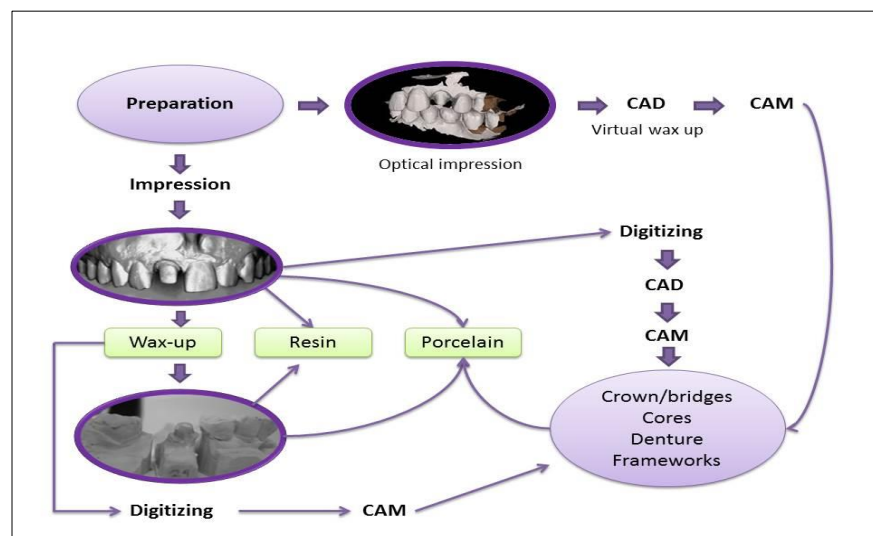 Preparation
Optical impression
CAD
Virtual wax up
CAM
Impression
Digitizing
CAD
CAM
Wax-up
Resin
Porcelain
Crown/bridges
Cores
Denture
Frameworks
Digitizing
CAM